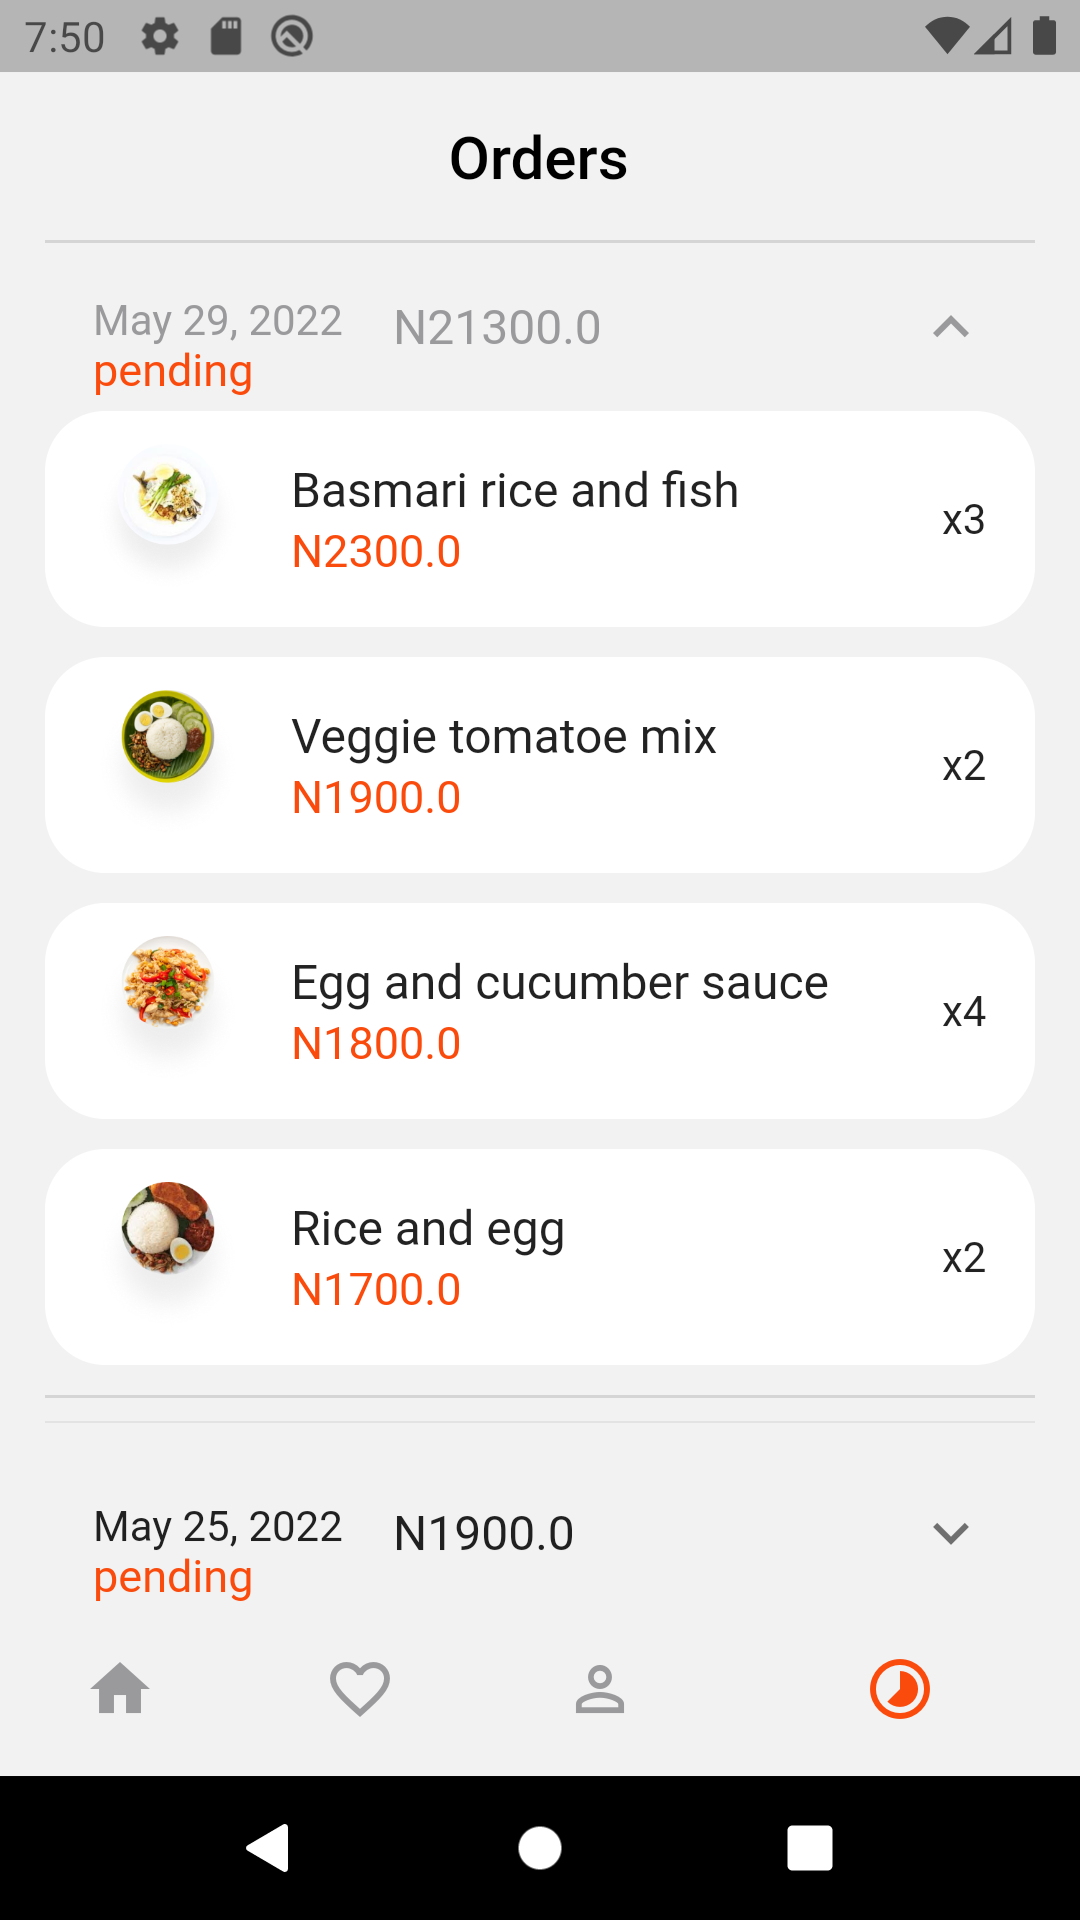 7:50
Orders
May 29, 2022 N21300.0
pending
Basmari rice and fish
N2300.0
x3
Veggie tomatoe mix
N1900.0
x2
Egg and cucumber sauce
N1800.0
x4
Rice and egg
N1700.0
x2
May 25, 2022 N1900.0
pending